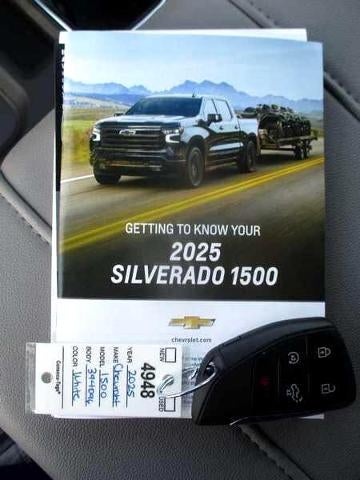 GETTING TO KNOW YOUR
2025
SILVERADO 1500
chevrolet.com
NEW
USED
4948
YEAR 2025
MAKE Chevrolet
MODEL 1500
BODY
COLOR White